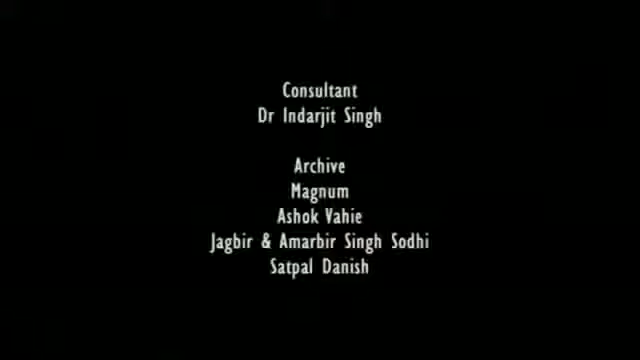 Consultant
Dr Indarjit Singh
Archive
Magnum
Ashok Vahie
Jagbir & Amarbir Singh Sodhi
Satpal Danish